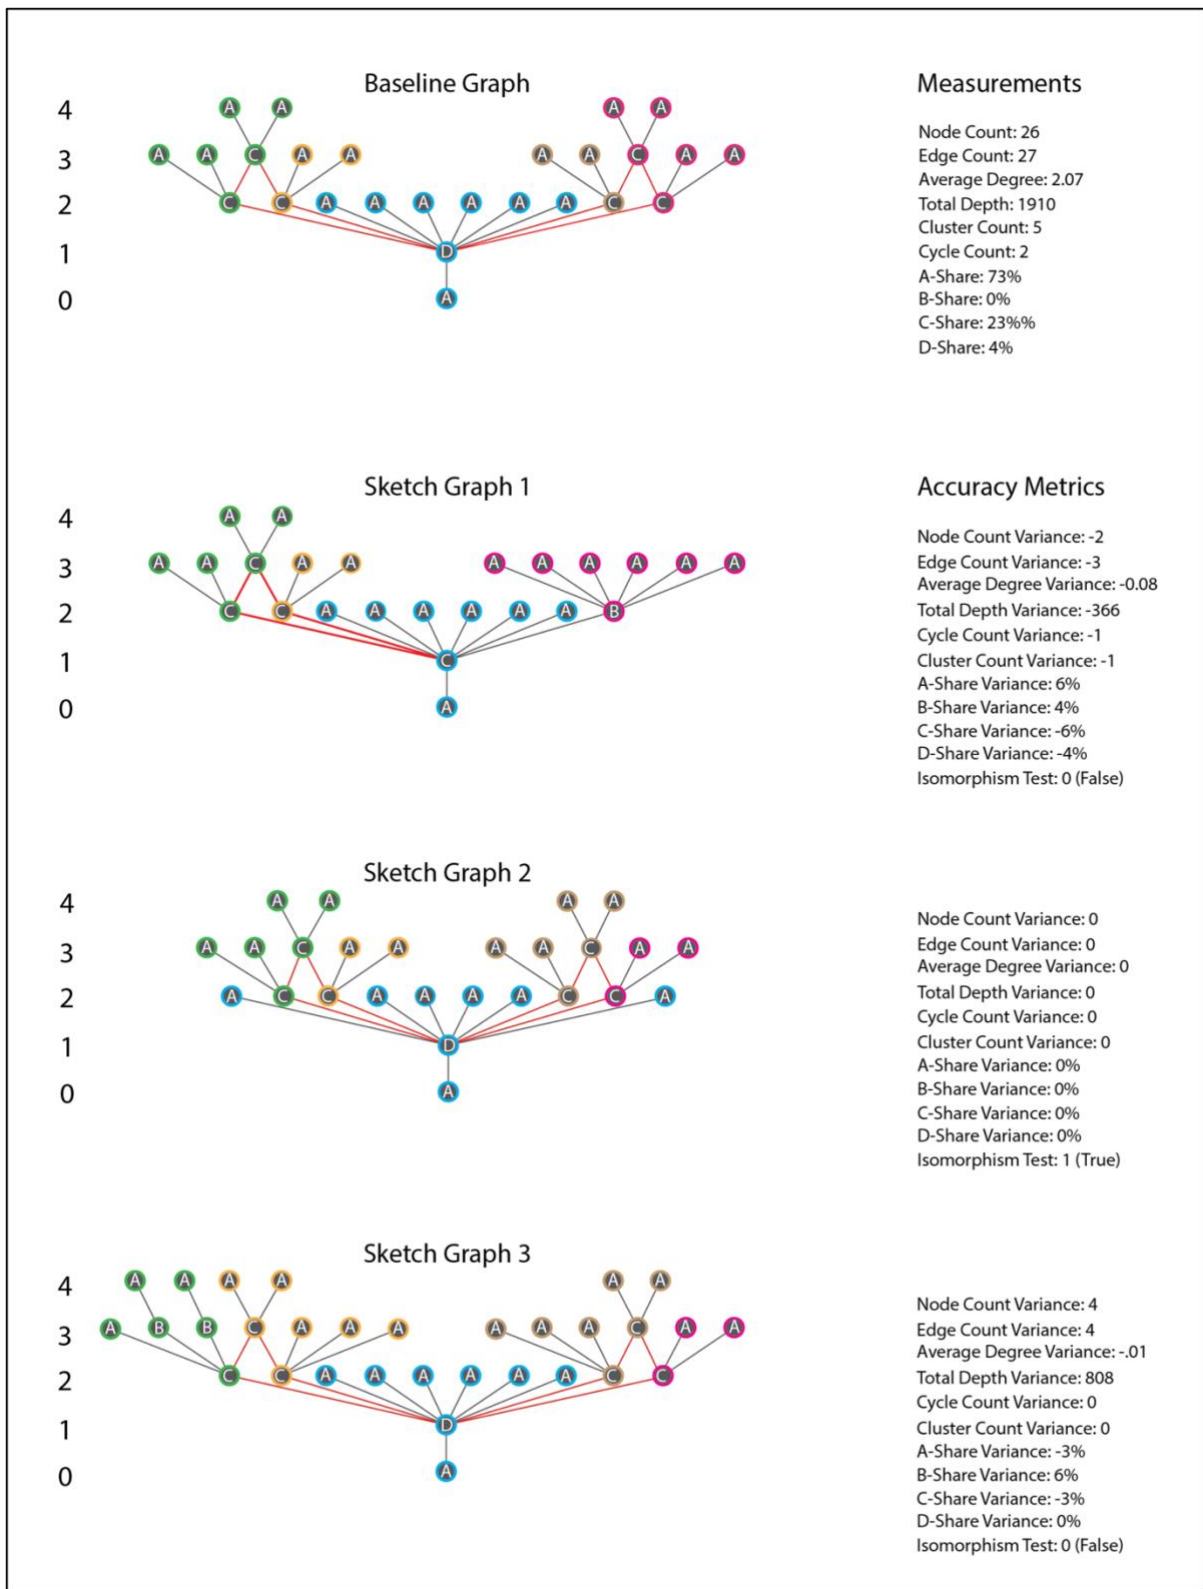 Baseline Graph
Measurements
4 A A A A
3 A A C A A A A C A A
2 C C A A A A A A C C
1 D
0 A
Node Count: 26
Edge Count: 27
Average Degree: 2.07
Total Depth: 1910
Cluster Count: 5
Cycle Count: 2
A-Share: 73%
B-Share: 0%
C-Share: 23%%
D-Share: 4%
Sketch Graph 1
Accuracy Metrics
4 A A
3 A A C A A A A A A A A
2 C C A A A A A A B
1 C
0 A
Node Count Variance: -2
Edge Count Variance: -3
Average Degree Variance: -0.08
Total Depth Variance: -366
Cycle Count Variance: -1
Cluster Count Variance: -1
A-Share Variance: 6%
B-Share Variance: 4%
C-Share Variance: -6%
D-Share Variance: -4%
Isomorphism Test: 0 (False)
Sketch Graph 2
4 A A A A
3 A A C A A A A C A A
2 A C C A A A A C C A
1 D
0 A
Node Count Variance: 0
Edge Count Variance: 0
Average Degree Variance: 0
Total Depth Variance: 0
Cycle Count Variance: 0
Cluster Count Variance: 0
A-Share Variance: 0%
B-Share Variance: 0%
C-Share Variance: 0%
D-Share Variance: 0%
Isomorphism Test: 1 (True)
Sketch Graph 3
4 A A A A A A
3 A B B C A A A A A A C A A
2 C C A A A A A A C C
1 D
0 A
Node Count Variance: 4
Edge Count Variance: 4
Average Degree Variance: -.01
Total Depth Variance: 808
Cycle Count Variance: 0
Cluster Count Variance: 0
A-Share Variance: -3%
B-Share Variance: 6%
C-Share Variance: -3%
D-Share Variance: 0%
Isomorphism Test: 0 (False)